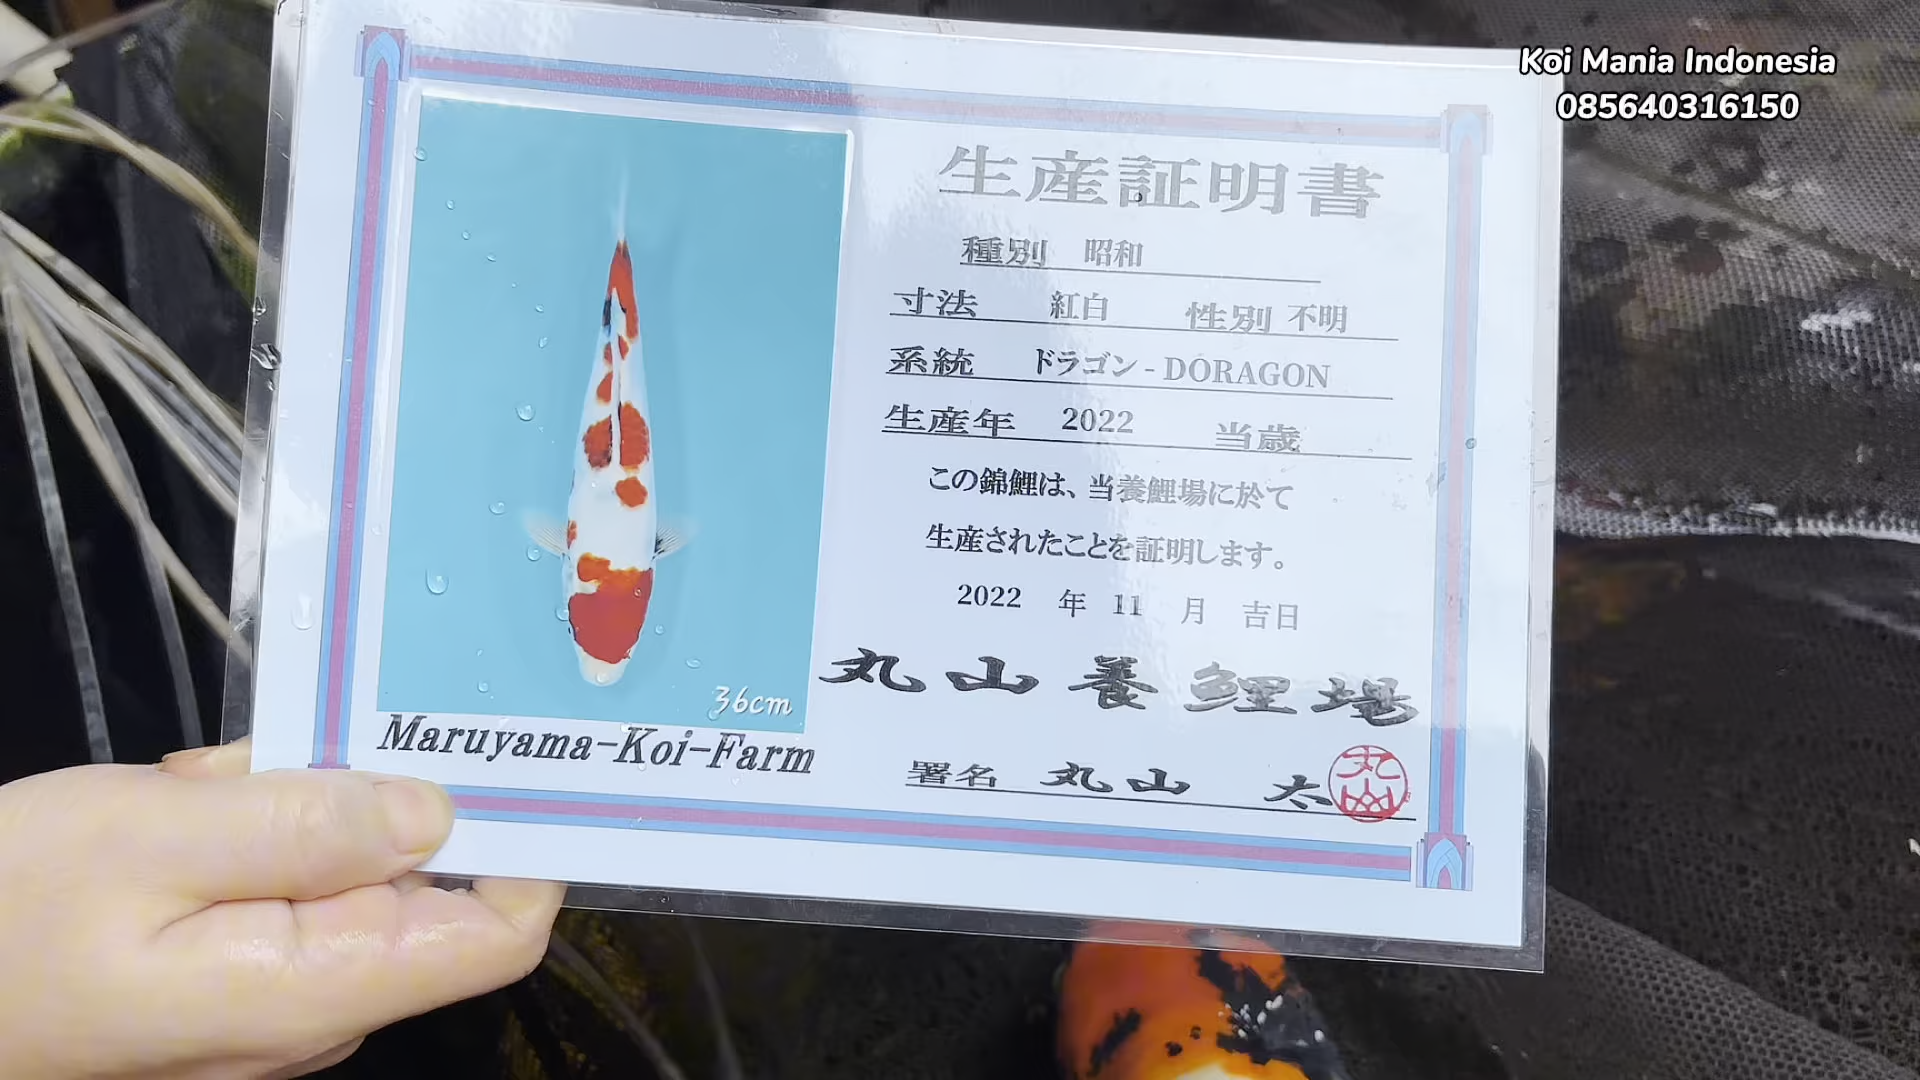 Koi Mania Indonesia
085640316150
生産証明書
種別 昭和
寸法 紅白 性別 不明
系統 ドラゴン - DORAGON
生産年 2022 当歳
この錦鯉は、当養鯉場に於て
生産されたことを証明します。
2022 年 11 月 吉日
丸山養鯉場
署名 丸山 太
丸山
36cm
Maruyama-Koi-Farm